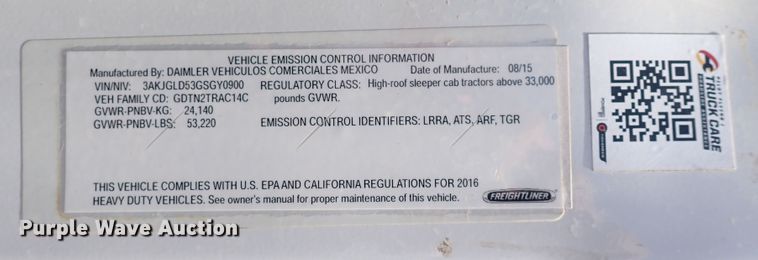 VEHICLE EMISSION CONTROL INFORMATION
Manufactured By: DAIMLER VEHICULOS COMERCIALES MEXICO Date of Manufacture: 08/15
VIN/NIV: 3AKJGLD53GSGY0900 REGULATORY CLASS: High-roof sleeper cab tractors above 33,000
VEH FAMILY CD: GDTN2TRAC14C pounds GVWR.
GVWR-PNBV-KG: 24,140
GVWR-PNBV-LBS: 53,220 EMISSION CONTROL IDENTIFIERS: LRRA, ATS, ARF, TGR
THIS VEHICLE COMPLIES WITH U.S. EPA AND CALIFORNIA REGULATIONS FOR 2016
HEAVY DUTY VEHICLES. See owner's manual for proper maintenance of this vehicle.
FREIGHTLINER
TRUCK CARE
Purple Wave Auction